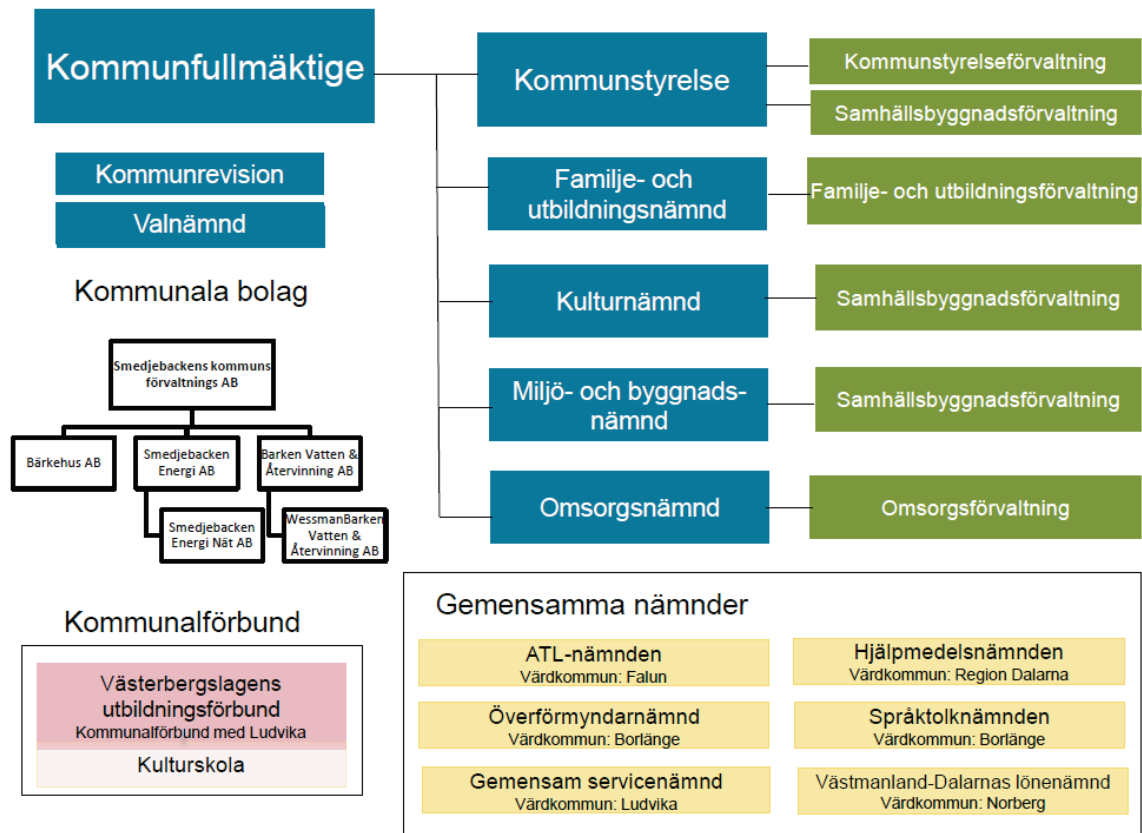 Kommunfullmäktige
Kommunrevision
Valnämnd
Kommunstyrelse
Kommunstyrelseförvaltning
Samhällsbyggnadsförvaltning
Familje- och
utbildningsnämnd
Familje- och utbildningsförvaltning
Kulturnämnd
Samhällsbyggnadsförvaltning
Miljö- och byggnads-
nämnd
Samhällsbyggnadsförvaltning
Omsorgsnämnd
Omsorgsförvaltning
Kommunala bolag
Smedjebackens kommuns
förvaltnings AB
Bärkehus AB
Smedjebacken
Energi AB
Barken Vatten &
Återvinning AB
Smedjebacken
Energi Nät AB
WessmanBarken
Vatten &
Återvinning AB
Kommunalförbund
Västerbergslagens
utbildningsförbund
Kommunalförbund med Ludvika
Kulturskola
Gemensamma nämnder
ATL-nämnden
Värdkommun: Falun
Hjälpmedelsnämnden
Värdkommun: Region Dalarna
Överförmyndarnämnd
Värdkommun: Borlänge
Språktolknämnden
Värdkommun: Borlänge
Gemensam servicenämnd
Värdkommun: Ludvika
Västmanland-Dalarnas lönenämnd
Värdkommun: Norberg